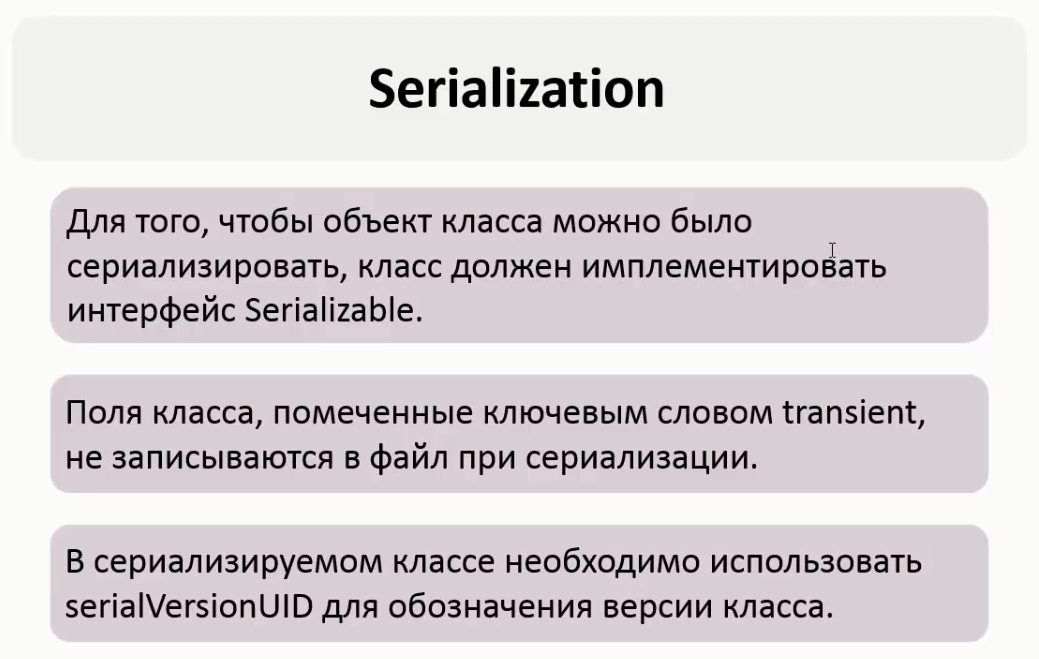 Serialization
Для того, чтобы объект класса можно было
сериализировать, класс должен имплементировать
интерфейс Serializable.
Поля класса, помеченные ключевым словом transient,
не записываются в файл при сериализации.
В сериализируемом классе необходимо использовать
serialVersionUID для обозначения версии класса.